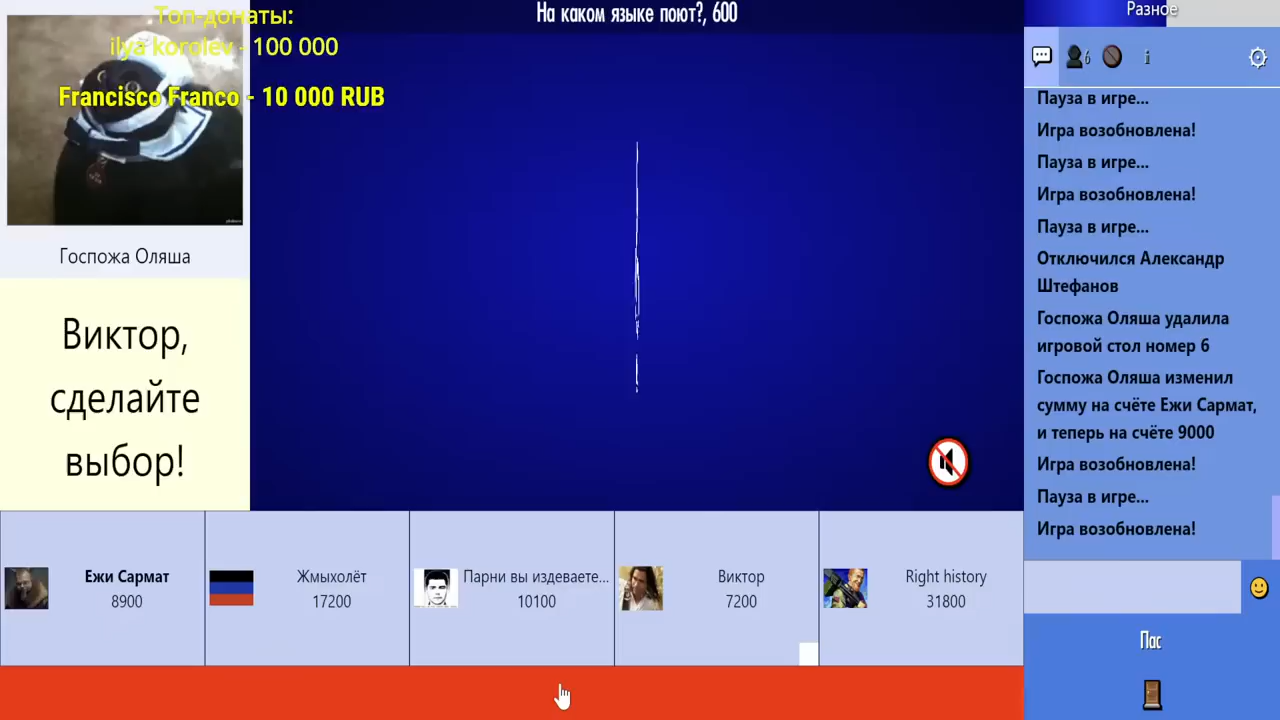 На каком языке поют?, 600
Разное
Топ-донаты:
ilya korolev - 100 000
Francisco Franco - 10 000 RUB
Госпожа Оляша
Виктор,
сделайте
выбор!
6
i
Пауза в игре...
Игра возобновлена!
Пауза в игре...
Игра возобновлена!
Пауза в игре...
Отключился Александр
Штефанов
Госпожа Оляша удалила
игровой стол номер 6
Госпожа Оляша изменил
сумму на счёте Ежи Сармат,
и теперь на счёте 9000
Игра возобновлена!
Пауза в игре...
Игра возобновлена!
Ежи Сармат
8900
Жмыхолёт
17200
Парни вы издеваете...
10100
Виктор
7200
Right history
31800
Пас